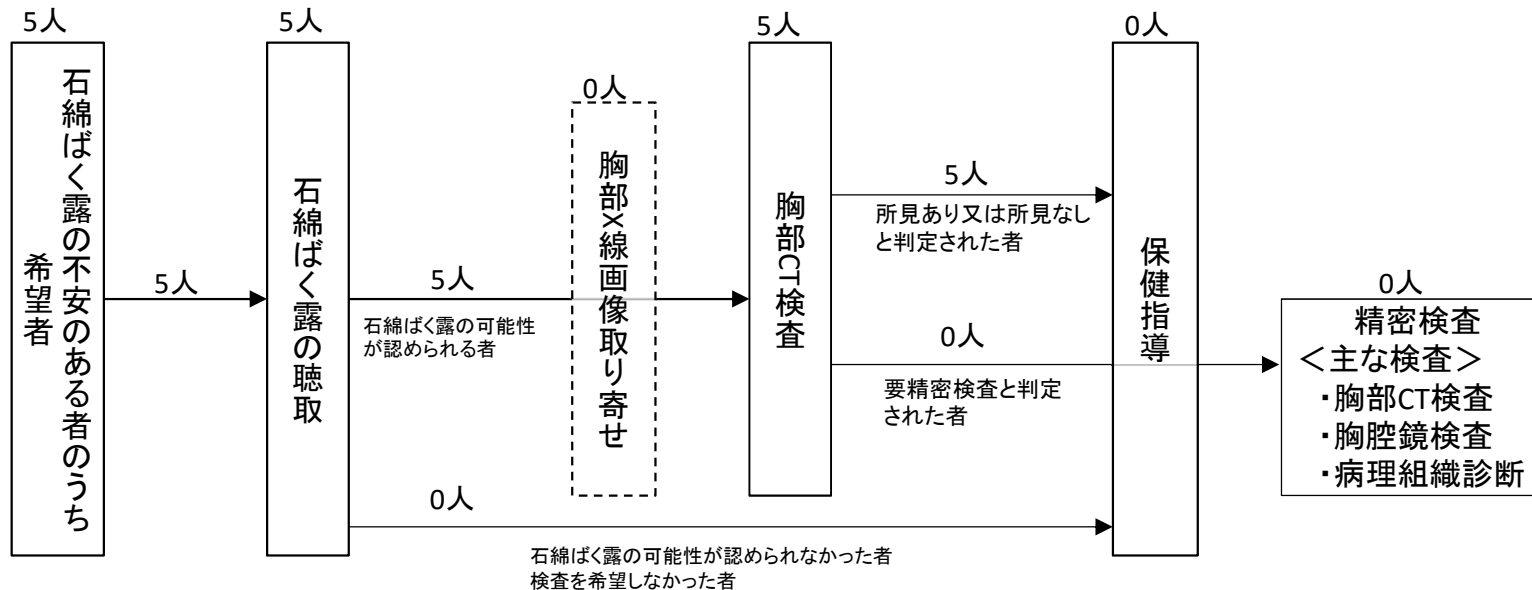 5人
石綿ばく露の不安のある者のうち
希望者
5人
5人
石綿ばく露の聴取
5人
石綿ばく露の可能性
が認められる者
0人
胸部X線画像取り寄せ
5人
胸部CT検査
5人
所見あり又は所見なし
と判定された者
0人
要精密検査と判定
された者
0人
石綿ばく露の可能性が認められなかった者
検査を希望しなかった者
0人
保健指導
0人
精密検査
＜主な検査＞
・胸部CT検査
・胸腔鏡検査
・病理組織診断